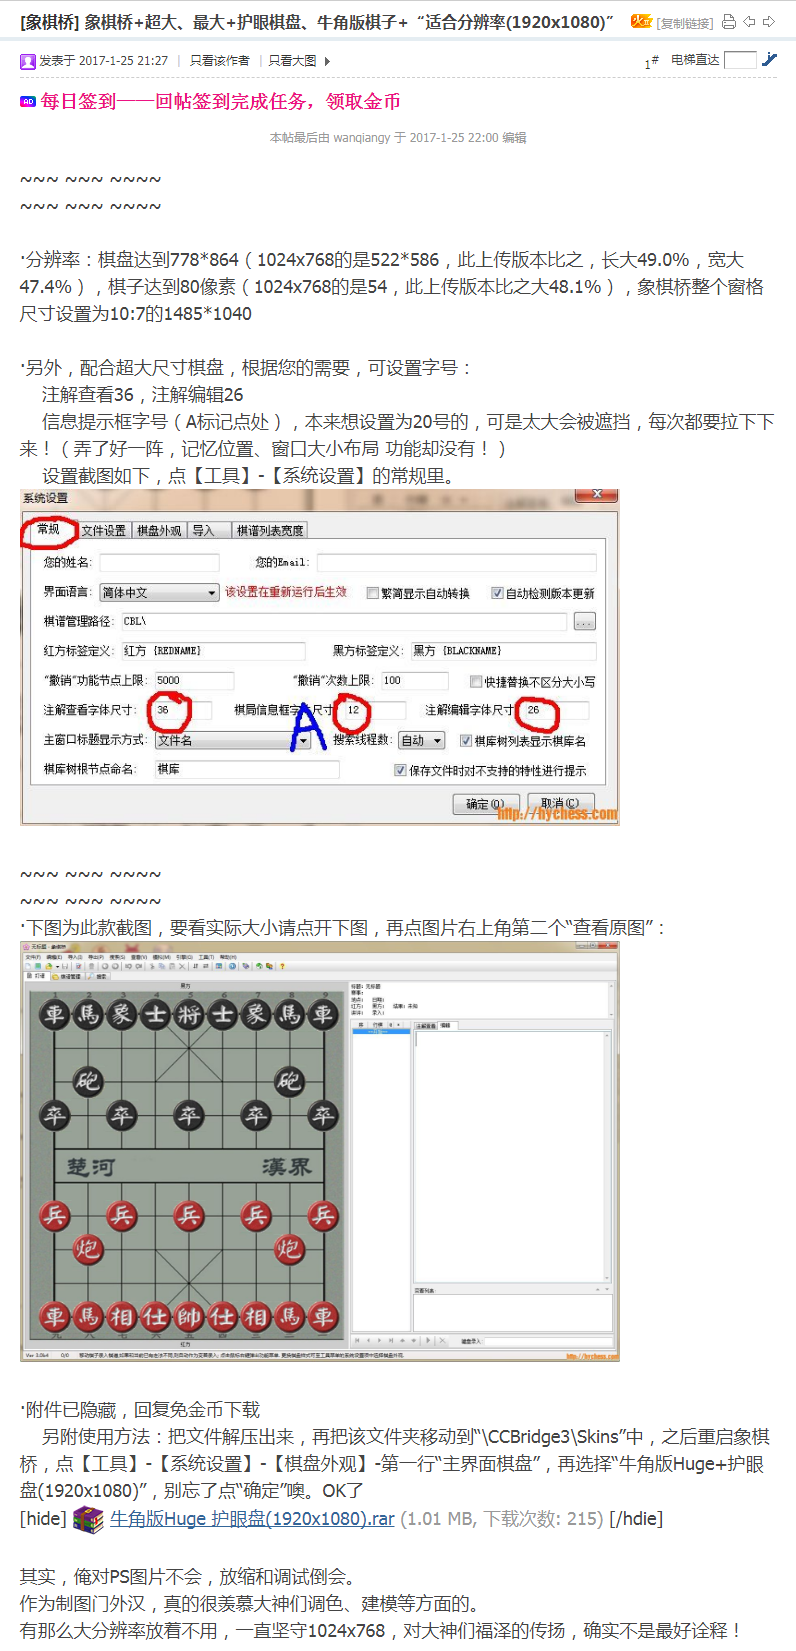 [象棋桥] 象棋桥+超大、最大+护眼棋盘、牛角版棋子+“适合分辨率(1920x1080)” 火 [复制链接]
发表于 2017-1-25 21:27 | 只看该作者 | 只看大图 1# 电梯直达
AD 每日签到——回帖签到完成任务，领取金币
本帖最后由 wanqiangy 于 2017-1-25 22:00 编辑
~~~ ~~~ ~~~~
~~~ ~~~ ~~~~
·分辨率：棋盘达到778*864（1024x768的是522*586，此上传版本比之，长大49.0%，宽大
47.4%），棋子达到80像素（1024x768的是54，此上传版本比之大48.1%），象棋桥整个窗格
尺寸设置为10:7的1485*1040
·另外，配合超大尺寸棋盘，根据您的需要，可设置字号：
注解查看36，注解编辑26
信息提示框字号（A标记点处），本来想设置为20号的，可是太大会被遮挡，每次都要拉下下
来！（弄了好一阵，记忆位置、窗口大小布局 功能却没有！）
设置截图如下，点【工具】-【系统设置】的常规里。
系统设置
常规 文件设置 棋盘外观 导入 棋谱列表宽度
您的姓名: 您的Email:
界面语言: 简体中文 该设置在重新运行后生效 繁简显示自动转换 自动检测版本更新
棋谱管理路径: CBL\ ...
红方标签定义: 红方 {REDNAME} 黑方标签定义: 黑方 {BLACKNAME}
“撤销”功能节点上限: 5000 “撤销”次数上限: 100 快捷替换不区分大小写
注解查看字体尺寸: 36 棋局信息框字体尺寸 12 注解编辑字体尺寸 26
主窗口标题显示方式: 文件名 A 搜索线程数: 自动 棋库树列表显示棋库名
棋库树根节点命名: 棋库 保存文件时对不支持的特性进行提示
确定(O) 取消(C)
http://hychess.com
~~~ ~~~ ~~~~
~~~ ~~~ ~~~~
·下图为此款截图，要看实际大小请点开下图，再点图片右上角第二个“查看原图”：
黑方
1 2 3 4 5 6 7 8 9
車 馬 象 士 将 士 象 馬 車
砲 砲
卒 卒 卒 卒 卒
楚河 漢界
兵 兵 兵 兵 兵
炮 炮
車 馬 相 仕 帥 仕 相 馬 車
红方
http://hychess.com
·附件已隐藏，回复免金币下载
另附使用方法：把文件解压出来，再把该文件夹移动到“\CCBridge3\Skins”中，之后重启象棋
桥，点【工具】-【系统设置】-【棋盘外观】-第一行“主界面棋盘”，再选择“牛角版Huge+护眼
盘(1920x1080)”，别忘了点“确定”噢。OK了
[hide] 牛角版Huge 护眼盘(1920x1080).rar (1.01 MB, 下载次数: 215) [/hdie]
其实，俺对PS图片不会，放缩和调试倒会。
作为制图门外汉，真的很羡慕大神们调色、建模等方面的。
有那么大分辨率放着不用，一直坚守1024x768，对大神们福泽的传扬，确实不是最好诠释！